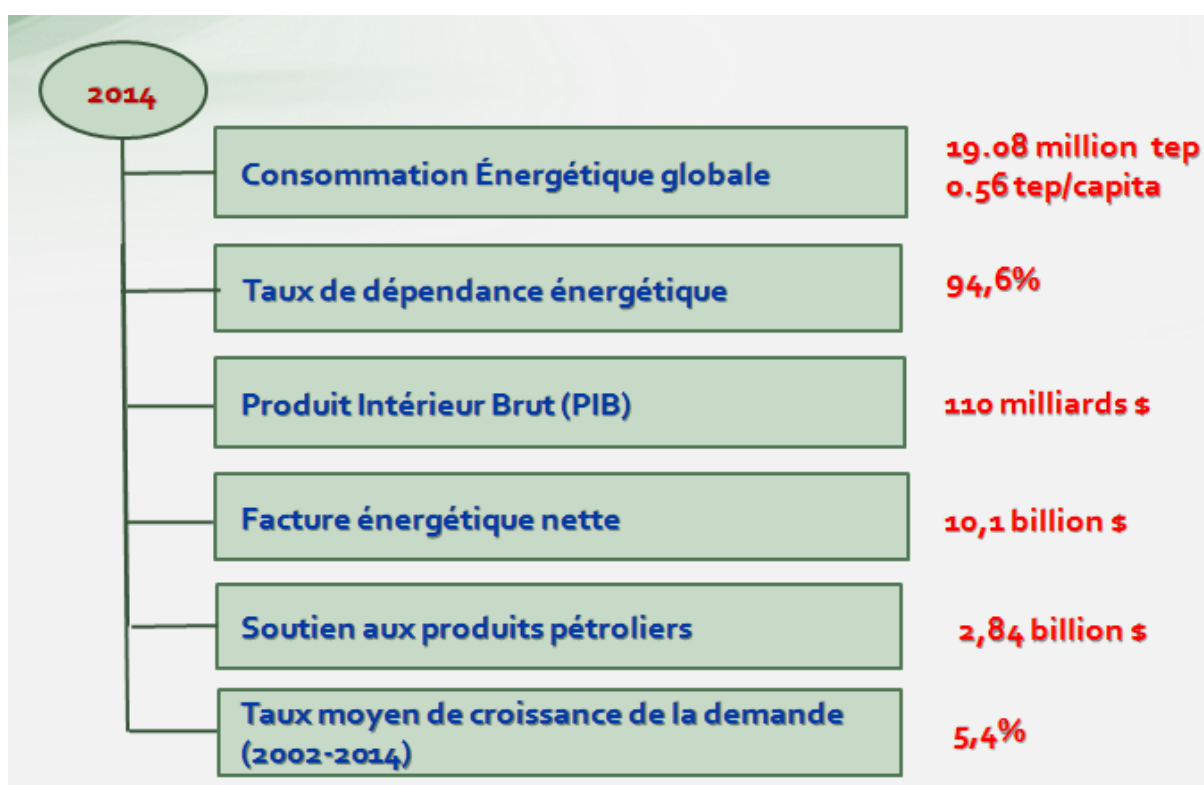 2014
Consommation Énergétique globale
19.08 million tep
0.56 tep/capita
Taux de dépendance énergétique
94,6%
Produit Intérieur Brut (PIB)
110 milliards $
Facture énergétique nette
10,1 billion $
Soutien aux produits pétroliers
2,84 billion $
Taux moyen de croissance de la demande
(2002-2014)
5,4%